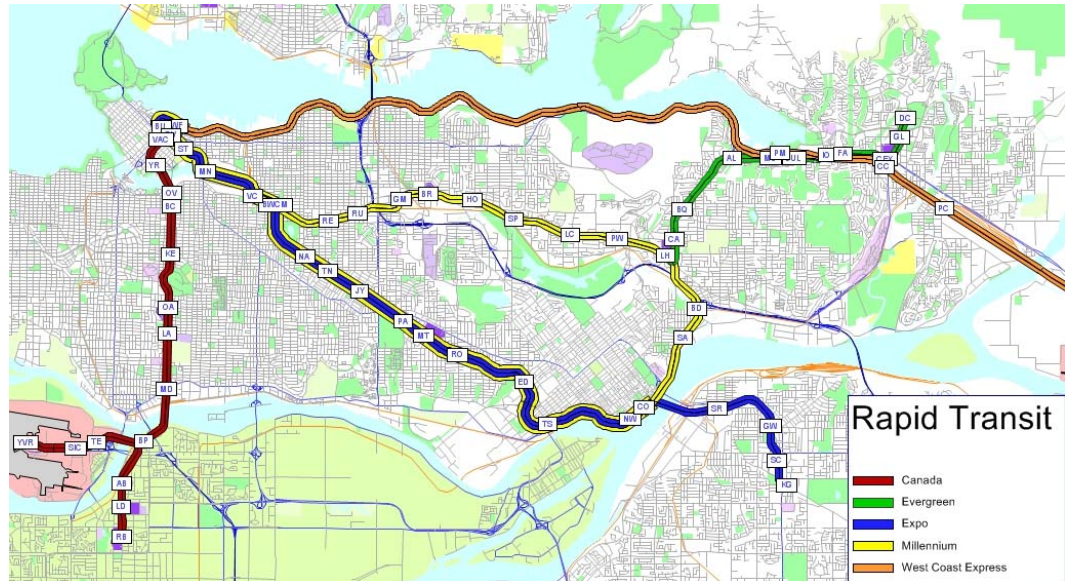 DC
GL
BU
WF
VAC
ST
YR
MN
AL
PM
UL
IO
FA
CC
VC
OV
BC
BR
GM
HO
RE
RU
SP
BQ
PC
LC
PW
CA
KE
NA
LH
TN
JY
OA
BD
LA
PA
MT
SA
RO
MD
ED
CO
SR
NW
TS
GW
YVR
SIC
TE
BP
SC
AB
KG
LD
RB
Rapid Transit
Canada
Evergreen
Expo
Millennium
West Coast Express